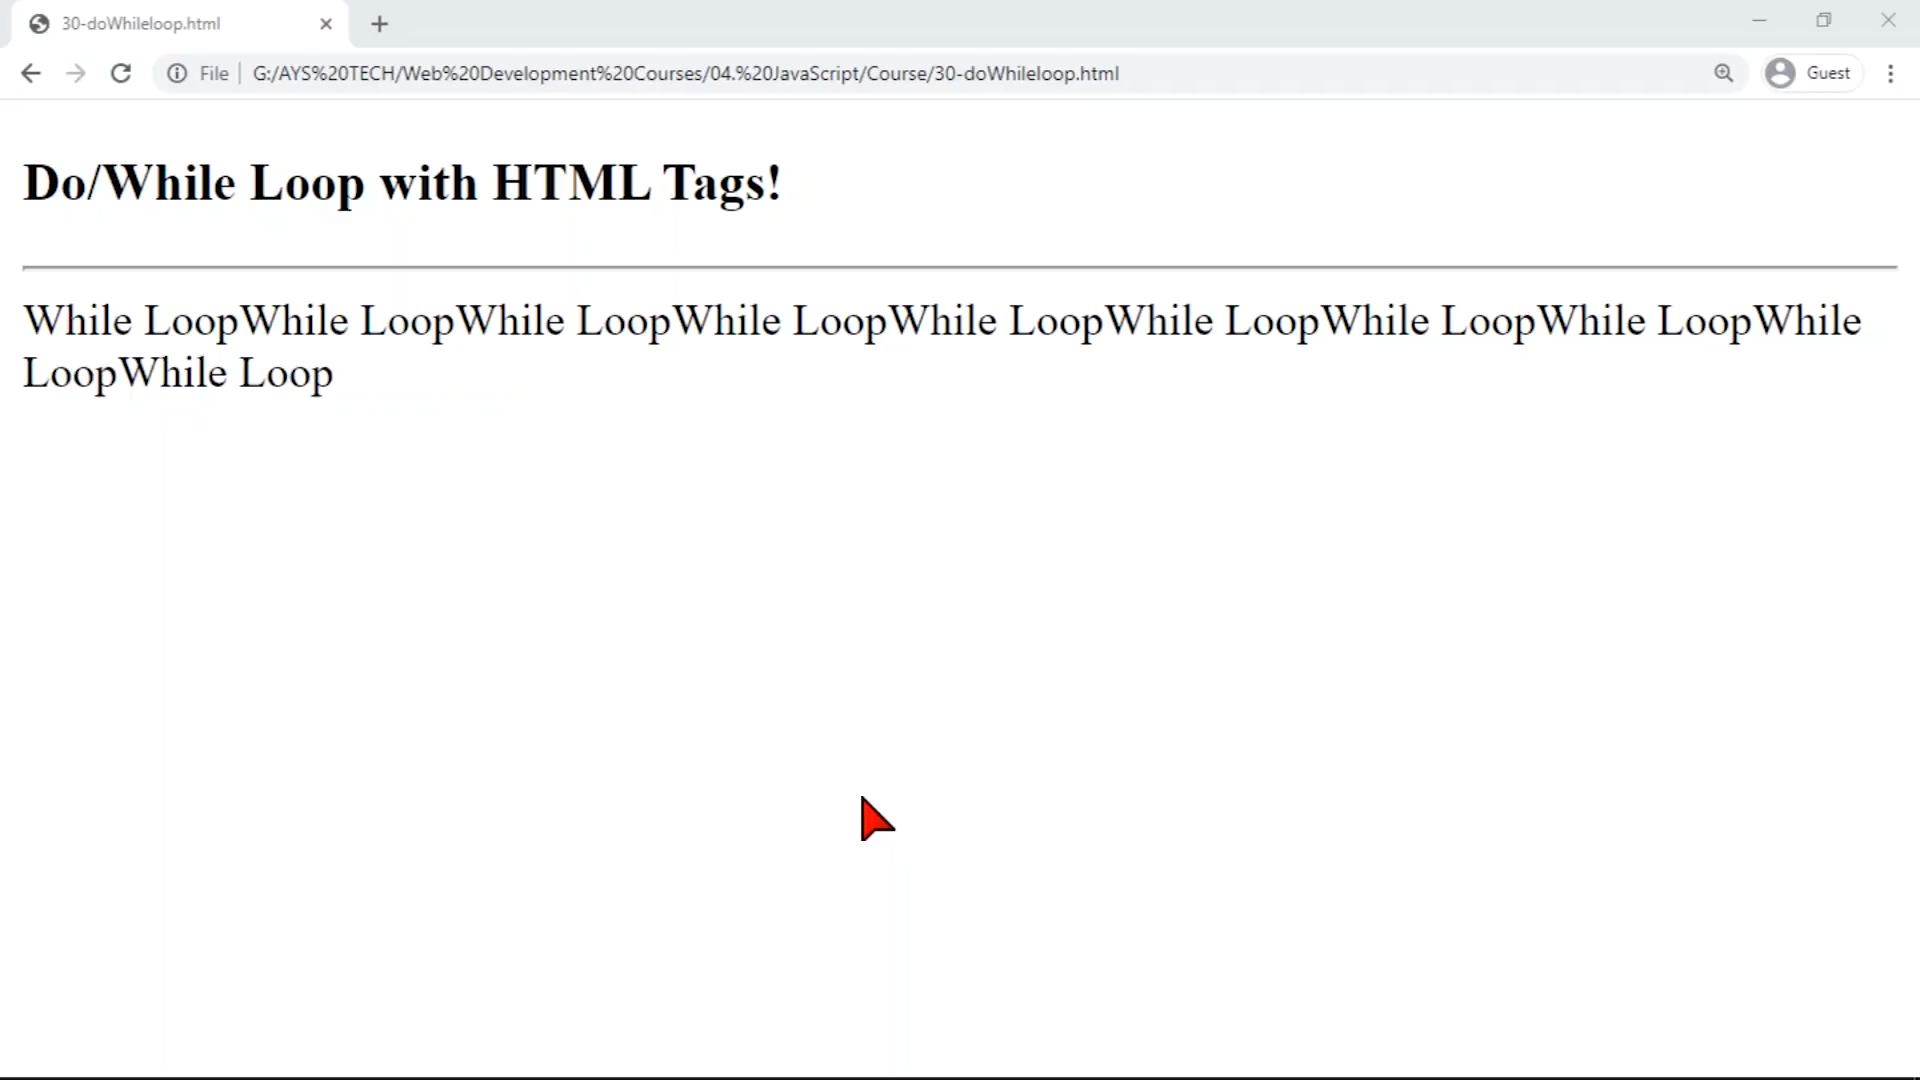 30-doWhileloop.html
File | G:/AYS%20TECH/Web%20Development%20Courses/04.%20JavaScript/Course/30-doWhileloop.html
Guest
Do/While Loop with HTML Tags!
While LoopWhile LoopWhile LoopWhile LoopWhile LoopWhile LoopWhile LoopWhile LoopWhile
LoopWhile Loop